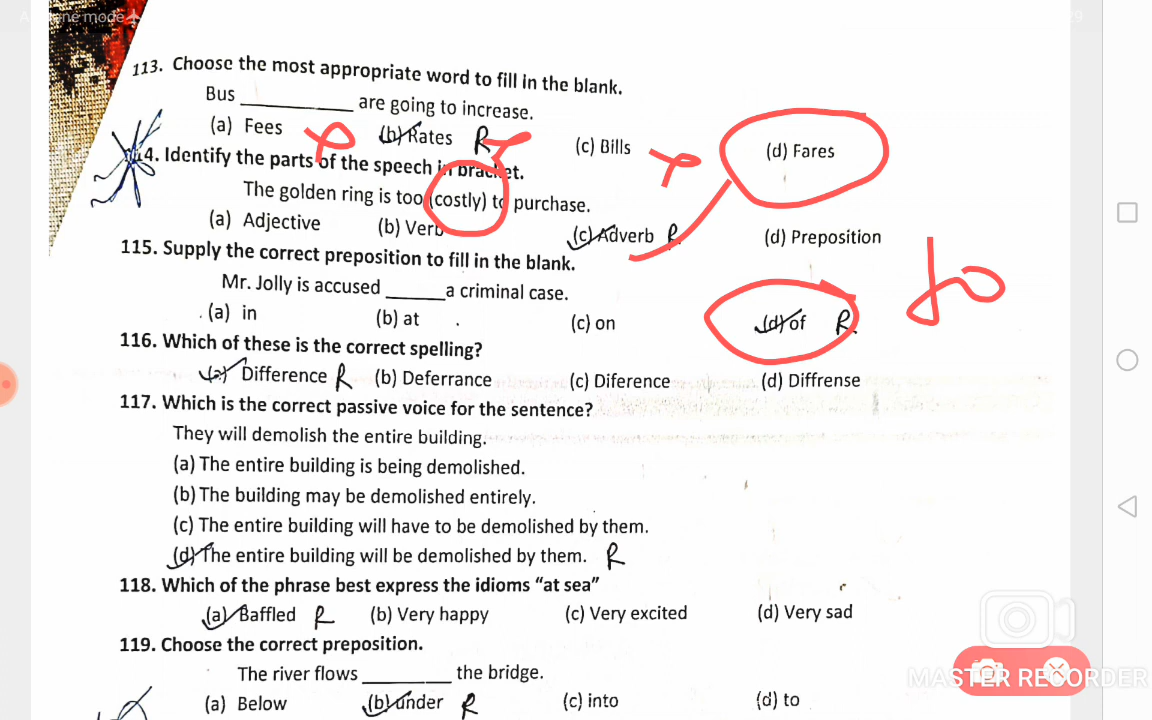 113. Choose the most appropriate word to fill in the blank.
Bus __________ are going to increase.
(a) Fees (b) Rates R (c) Bills (d) Fares
14. Identify the parts of the speech in bracket.
The golden ring is too (costly) to purchase.
(a) Adjective (b) Verb (c) Adverb R (d) Preposition
115. Supply the correct preposition to fill in the blank.
Mr. Jolly is accused ______a criminal case.
(a) in (b) at (c) on (d) of R
116. Which of these is the correct spelling?
(a) Difference R (b) Deferrance (c) Diference (d) Diffrense
117. Which is the correct passive voice for the sentence?
They will demolish the entire building.
(a) The entire building is being demolished.
(b) The building may be demolished entirely.
(c) The entire building will have to be demolished by them.
(d) The entire building will be demolished by them. R
118. Which of the phrase best express the idioms “at sea”
(a) Baffled R (b) Very happy (c) Very excited (d) Very sad
119. Choose the correct preposition.
The river flows _________ the bridge.
(a) Below (b) under R (c) into (d) to
MASTER RECORDER